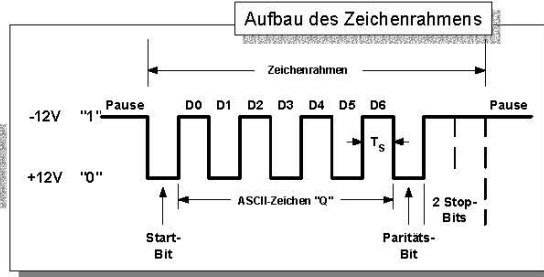 Aufbau des Zeichenrahmens
Zeichenrahmen
-12V "1" Pause D0 D1 D2 D3 D4 D5 D6 Pause
T_S
+12V "0" ASCII-Zeichen "Q" 2 Stop-
Bits
Start-
Bit
Paritäts-
Bit